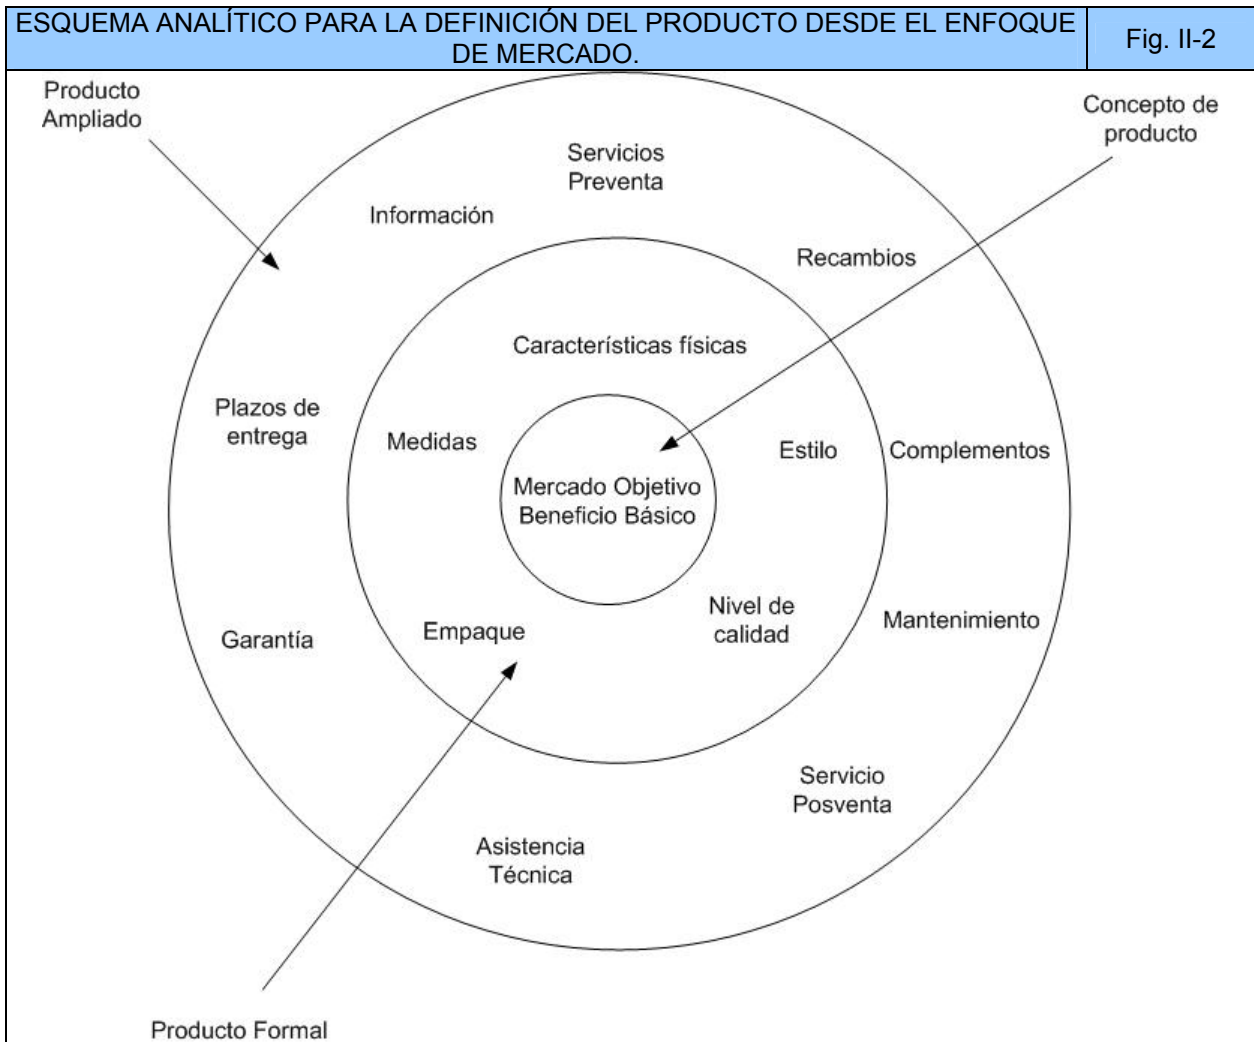 ESQUEMA ANALÍTICO PARA LA DEFINICIÓN DEL PRODUCTO DESDE EL ENFOQUE
DE MERCADO.
Fig. II-2
Producto
Ampliado
Concepto de
producto
Servicios
Preventa
Información
Recambios
Características físicas
Plazos de
entrega
Medidas
Estilo
Complementos
Mercado Objetivo
Beneficio Básico
Nivel de
calidad
Mantenimiento
Empaque
Garantía
Servicio
Posventa
Asistencia
Técnica
Producto Formal